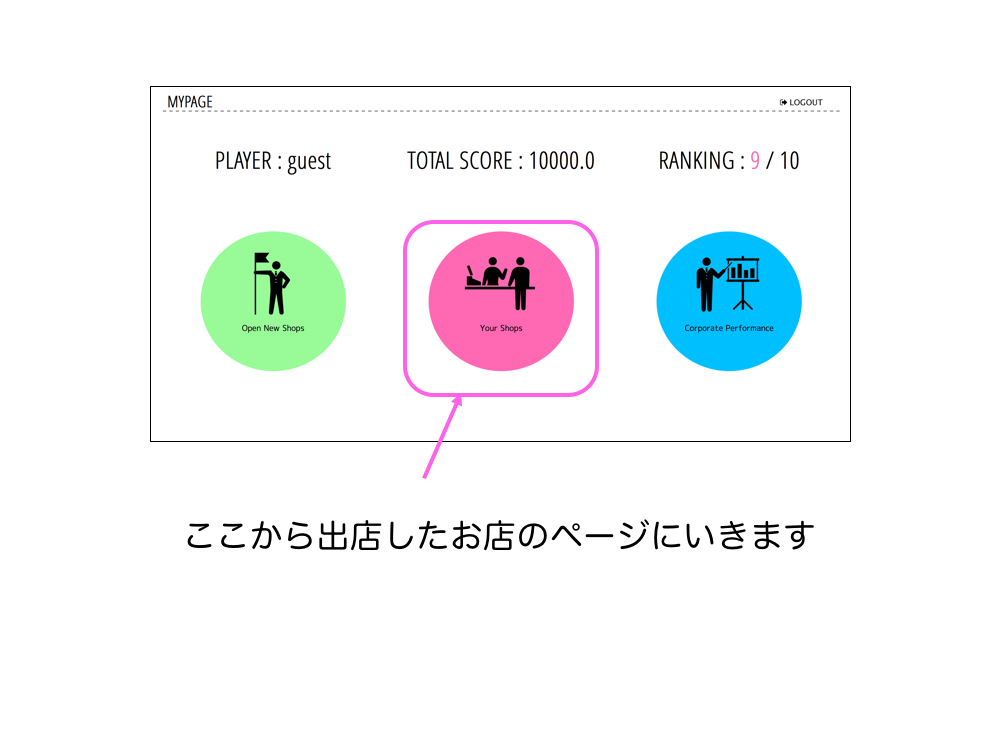 MYPAGE
LOGOUT
PLAYER : guest
TOTAL SCORE : 10000.0
RANKING : 9 / 10
Open New Shops
Your Shops
Corporate Performance
ここから出店したお店のページにいきます